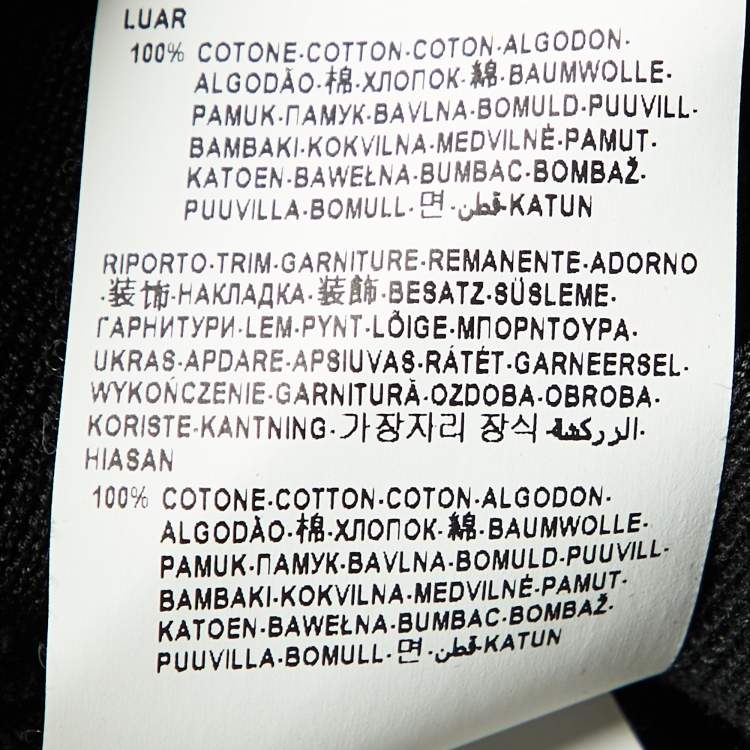 LUAR
100% COTONE·COTTON·COTON·ALGODON·
ALGODÃO·棉·ХЛОПОК·綿·BAUMWOLLE·
PAMUK·ПАМУК·BAVLNA·BOMULD·PUUVILL·
BAMBAKI·KOKVILNA·MEDVILNĖ·PAMUT·
KATOEN·BAWEŁNA·BUMBAC·BOMBAŽ·
PUUVILLA·BOMULL·면·قطن·KATUN
RIPORTO·TRIM·GARNITURE·REMANENTE·ADORNO
·装饰·НАКЛАДКА·装飾·BESATZ·SÜSLEME·
ГАРНИТУРИ·LEM·PYNT·LÕIGE·ΜΠΟΡΝΤΟΥΡΑ·
UKRAS·APDARE·APSIUVAS·RÁTÉT·GARNEERSEL·
WYKOŃCZENIE·GARNITURĂ·OZDOBA·OBROBA·
KORISTE·KANTNING·가장자리 장식·الزركشة·
HIASAN
100% COTONE·COTTON·COTON·ALGODON·
ALGODÃO·棉·ХЛОПОК·綿·BAUMWOLLE·
PAMUK·ПАМУК·BAVLNA·BOMULD·PUUVILL·
BAMBAKI·KOKVILNA·MEDVILNĖ·PAMUT·
KATOEN·BAWEŁNA·BUMBAC·BOMBAŽ·
PUUVILLA·BOMULL·면·قطن·KATUN